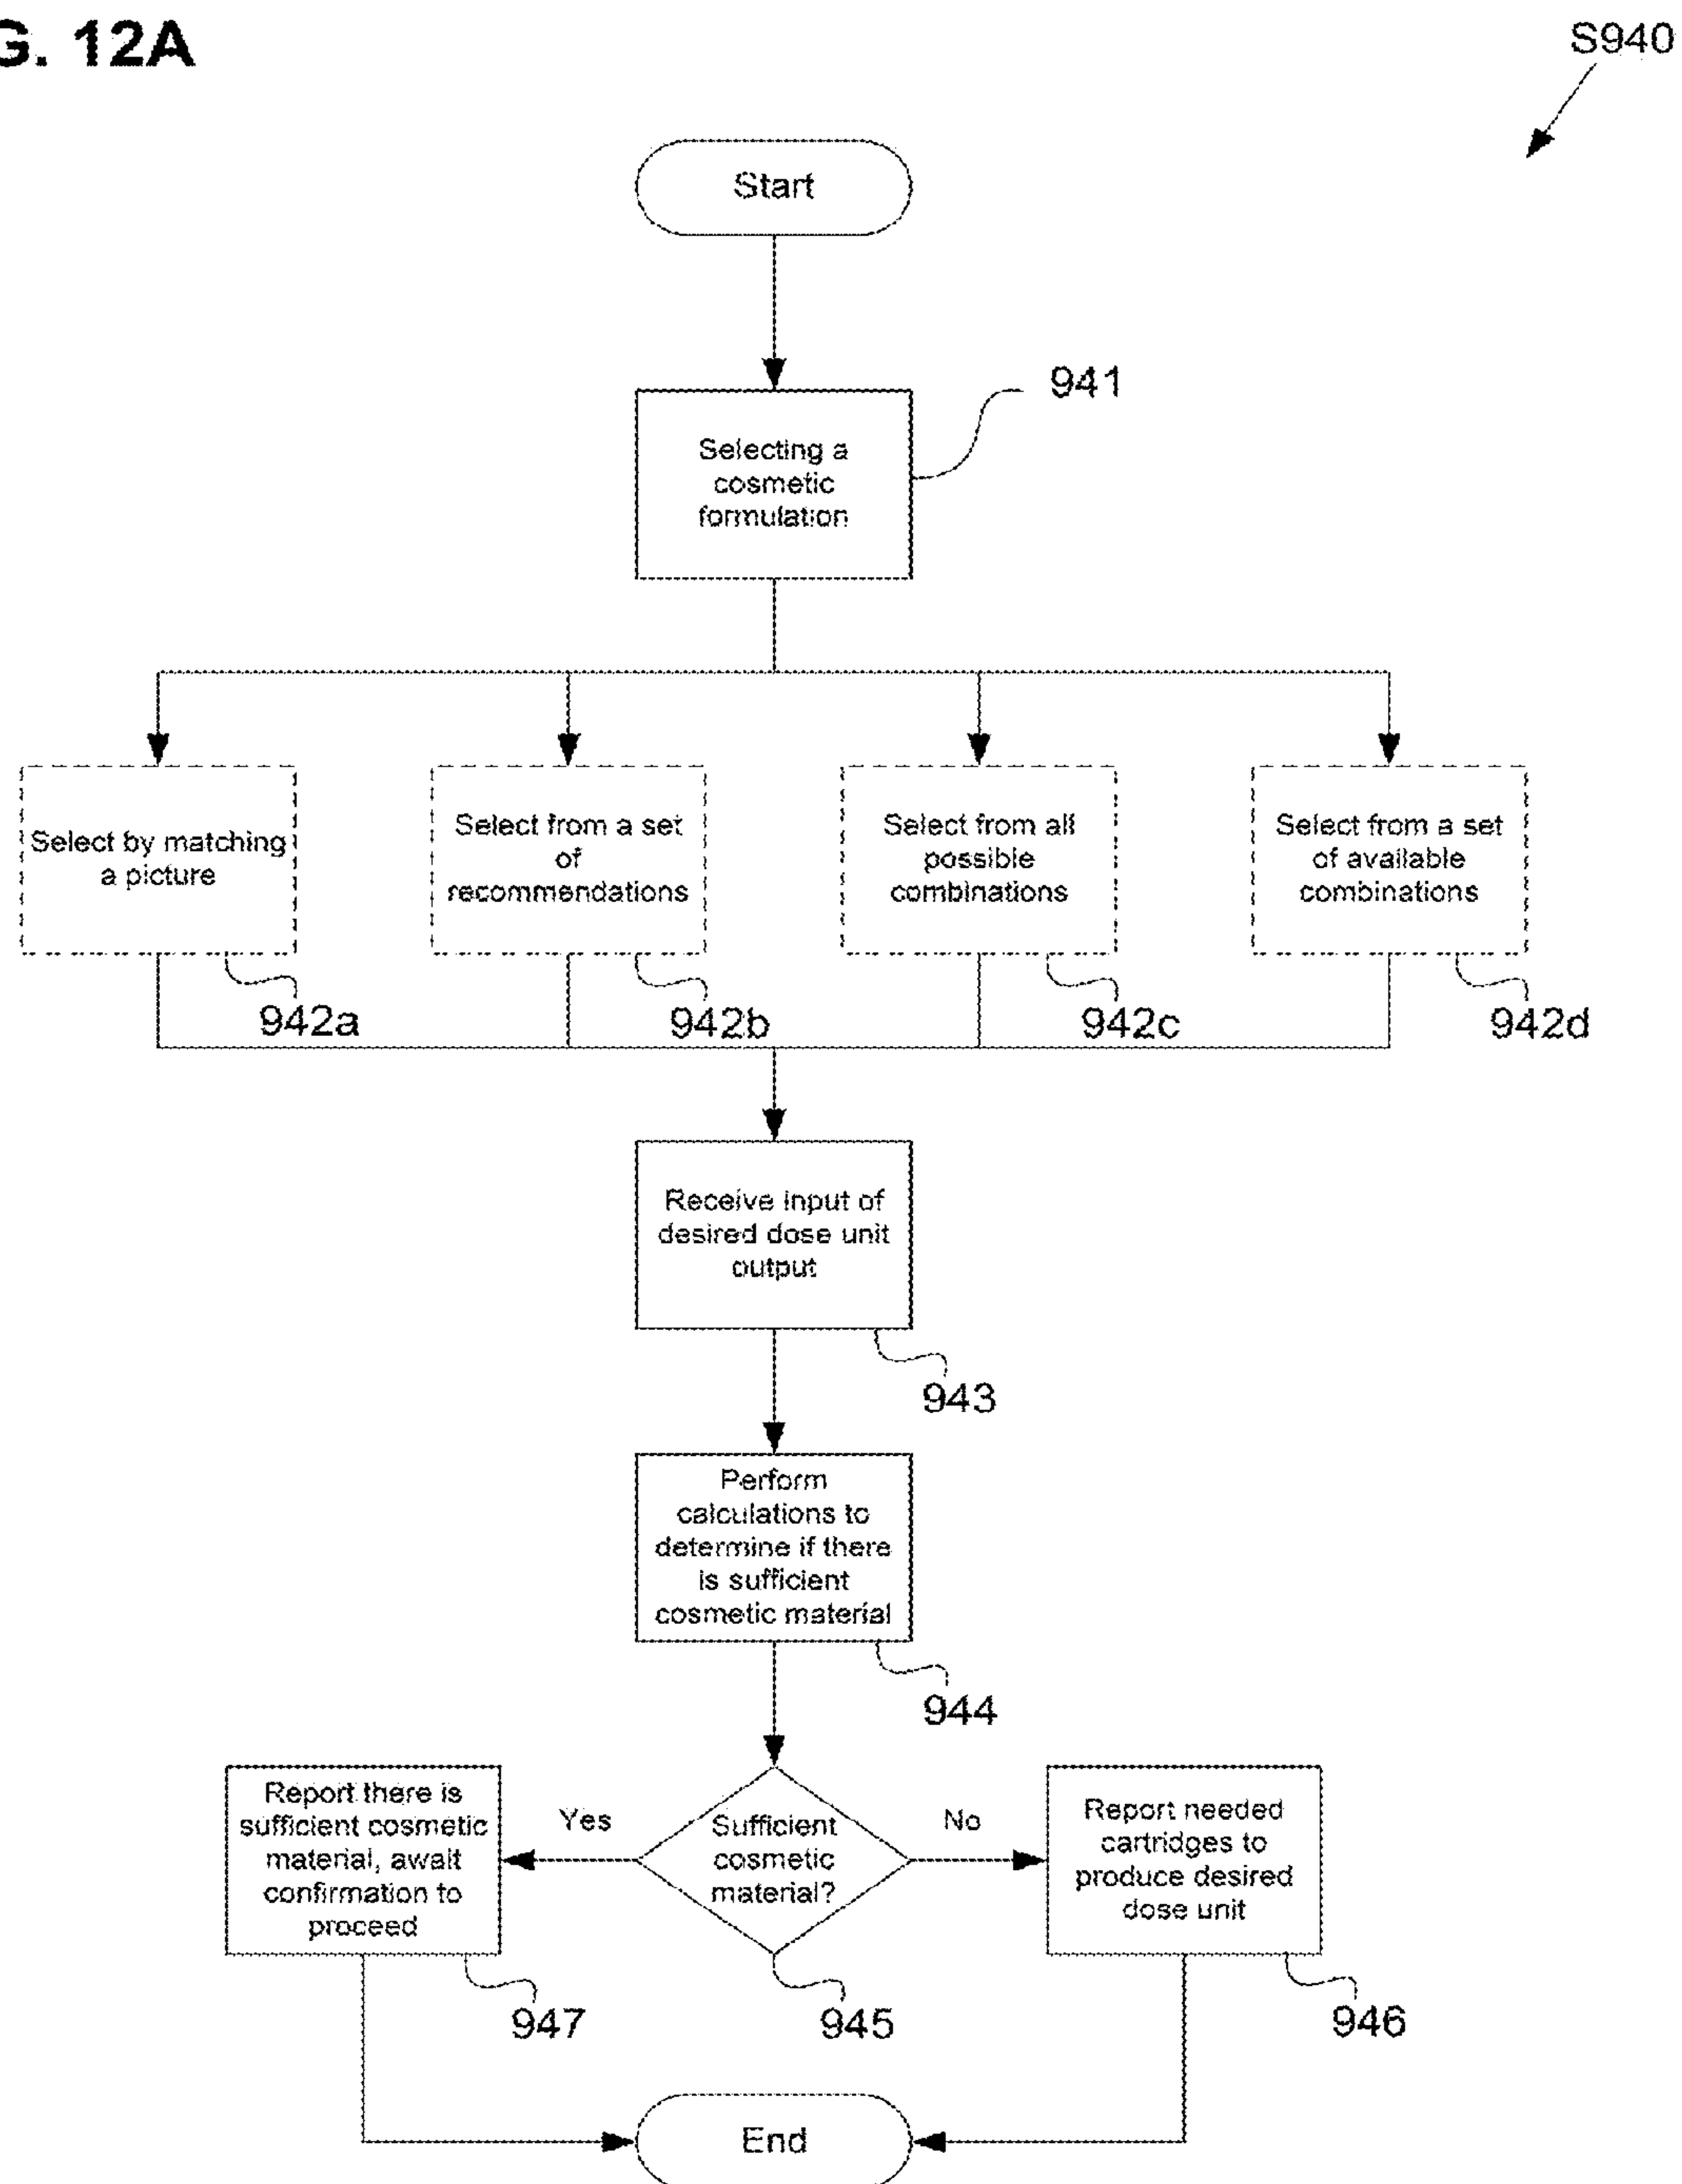 G. 12A
S940
Start
941
Selecting a
cosmetic
formulation
Select by matching
a picture
Select from a set
of
recommendations
Select from all
possible
combinations
Select from a set
of available
combinations
942a
942b
942c
942d
Receive input of
desired dose unit
output
943
Perform
calculations to
determine if there
is sufficient
cosmetic material
944
Report there is
sufficient cosmetic
material, await
confirmation to
proceed
Yes
Sufficient
cosmetic
material?
No
Report needed
cartridges to
produce desired
dose unit
947
945
946
End